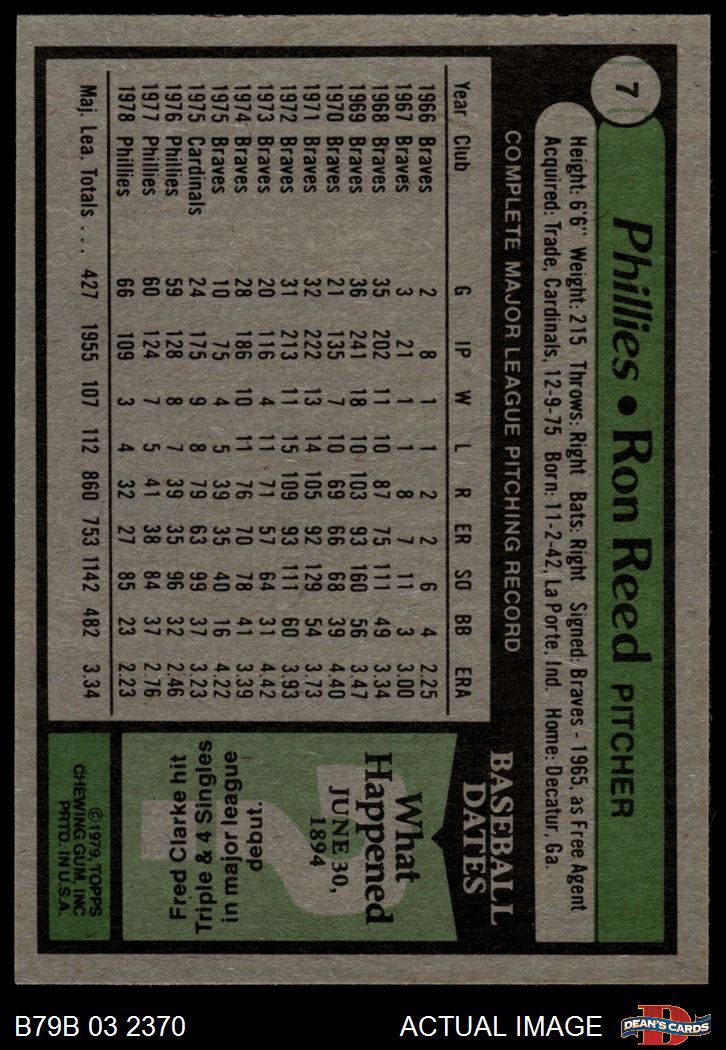 7
Phillies • Ron Reed PITCHER
Height: 6'6" Weight: 215 Throws: Right Bats: Right Signed: Braves - 1965, as Free Agent
Acquired: Trade, Cardinals, 12-9-75 Born: 11-2-42, La Porte, Ind. Home: Decatur, Ga.
COMPLETE MAJOR LEAGUE PITCHING RECORD
Year Club G IP W L R ER SO BB ERA
1966 Braves 2 8 1 1 2 2 6 4 2.25
1967 Braves 3 21 1 1 8 7 11 3 3.00
1968 Braves 35 202 11 10 87 75 111 49 3.34
1969 Braves 36 241 18 10 103 93 160 56 3.47
1970 Braves 21 135 7 10 69 66 68 39 4.40
1971 Braves 32 222 13 14 105 92 129 54 3.73
1972 Braves 31 213 11 15 109 93 111 60 3.93
1973 Braves 20 116 4 11 71 57 64 31 4.42
1974 Braves 28 186 10 11 76 70 78 41 3.39
1975 Braves 10 75 4 5 39 35 40 16 4.22
1975 Cardinals 24 175 9 8 79 63 99 37 3.23
1976 Phillies 59 128 8 7 39 35 96 32 2.46
1977 Phillies 60 124 7 5 41 38 84 37 2.76
1978 Phillies 66 109 3 4 32 27 85 23 2.23
Maj. Lea. Totals . . . 427 1955 107 112 860 753 1142 482 3.34
BASEBALL
DATES
What
Happened
JUNE 30,
1894
?
Fred Clarke hit
Triple & 4 Singles
in major league
debut.
©1979, TOPPS
CHEWING GUM, INC
PRTD. IN U.S.A.
B79B 03 2370
ACTUAL IMAGE
D
DEAN'S CARDS